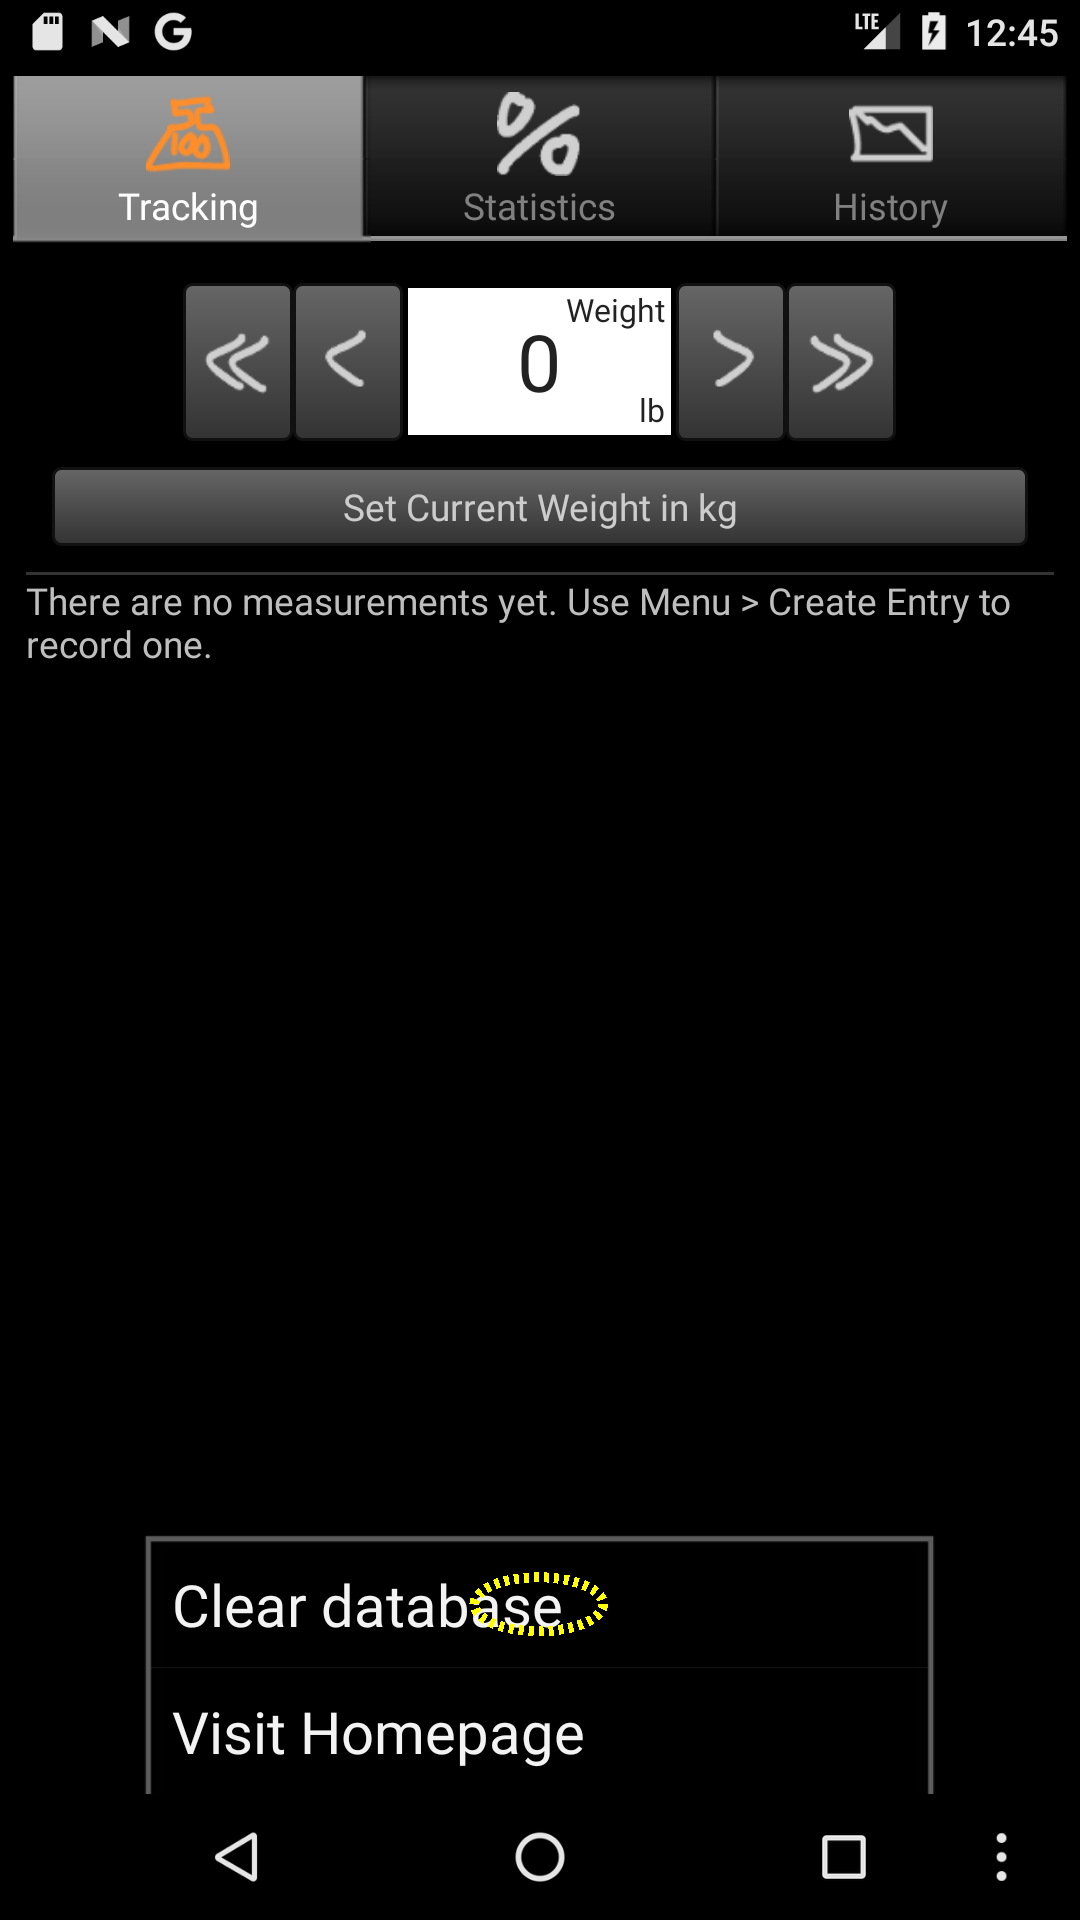 LTE 12:45
100
Tracking
Statistics
History
Weight
0
lb
Set Current Weight in kg
There are no measurements yet. Use Menu > Create Entry to
record one.
Clear database
Visit Homepage